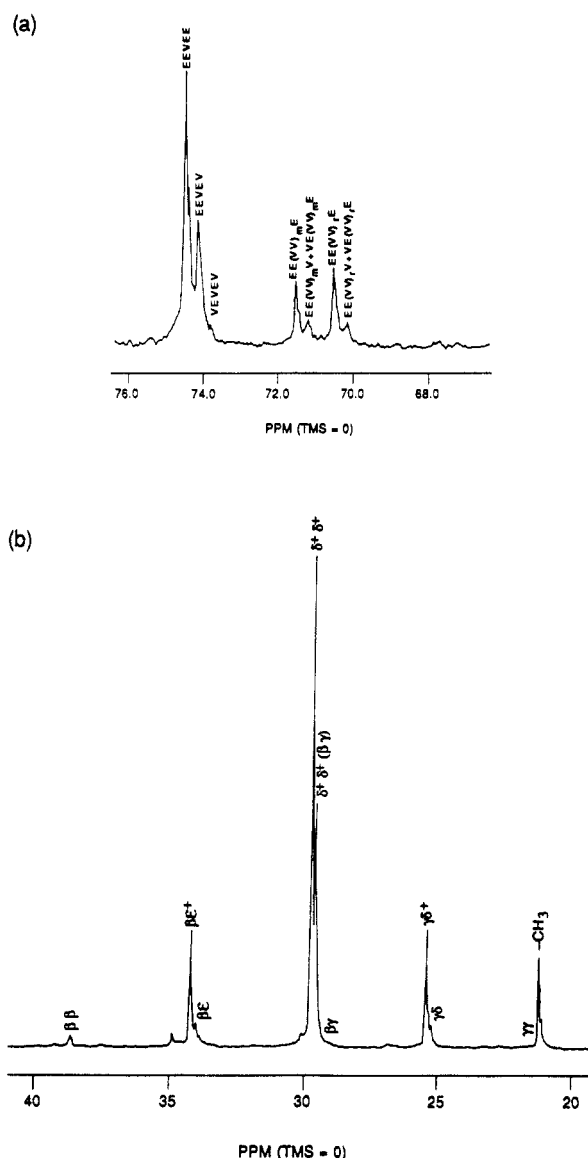 (a)
EEVEE
EEVEV
VEVEV
EE(VV)mE
EE(VV)mV+VE(VV)mE
EE(VV)rE
EE(VV)rV+VE(VV)rE
76.0 74.0 72.0 70.0 68.0
PPM (TMS = 0)
(b)
δ+ δ+
δ+ δ+ (βγ)
βε+
γδ+
-CH3
ββ
βε
βγ
γδ
γγ
40 35 30 25 20
PPM (TMS = 0)